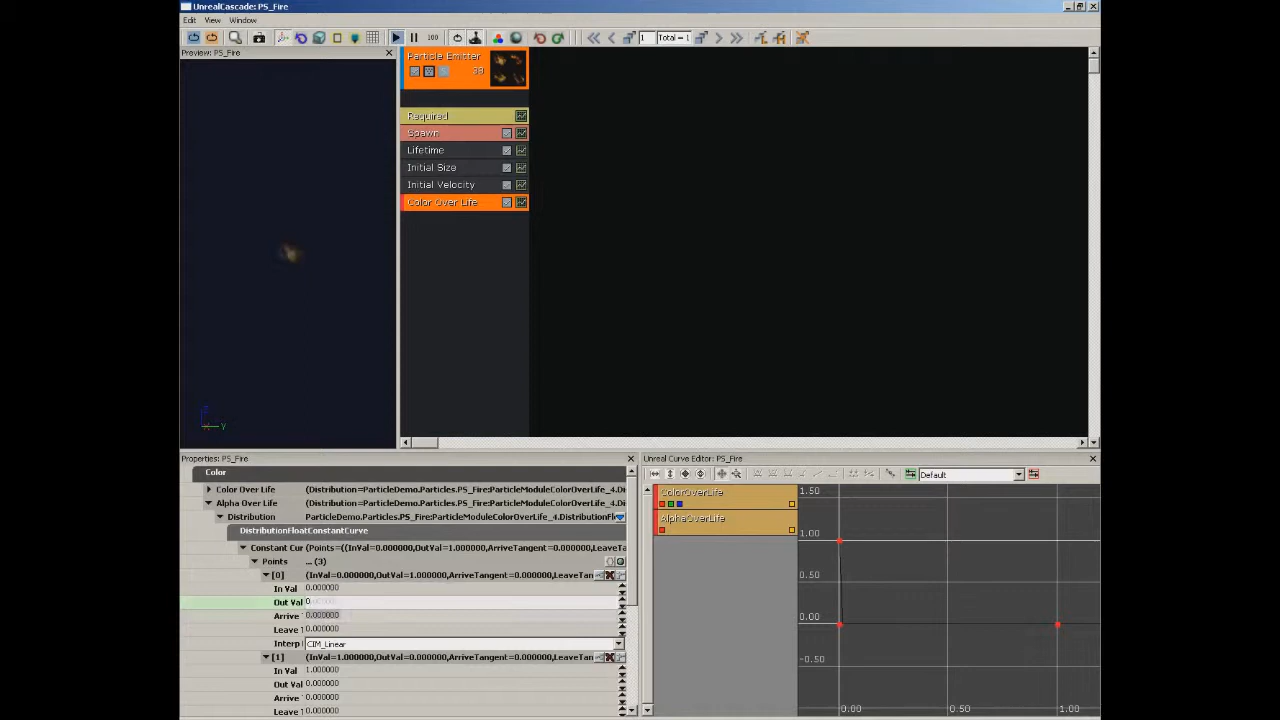 UnrealCascade: PS_Fire
Edit View Window
100
1
Total = 1
Preview: PS_Fire
Particle Emitter
Required
Spawn
Lifetime
Initial Size
Initial Velocity
Color Over Life
Y
Properties: PS_Fire
Color
Color Over Life (Distribution=ParticleDemo.Particles.PS_Fire:ParticleModuleColorOverLife_4.Di
Alpha Over Life (Distribution=ParticleDemo.Particles.PS_Fire:ParticleModuleColorOverLife_4.Di
Distribution ParticleDemo.Particles.PS_Fire:ParticleModuleColorOverLife_4.DistributionFl
DistributionFloatConstantCurve
Constant Cur (Points=((InVal=0.000000,OutVal=1.000000,ArriveTangent=0.000000,LeaveTa
Points ... (3)
[0] (InVal=0.000000,OutVal=1.000000,ArriveTangent=0.000000,LeaveTan
In Val 0.000000
Out Val 0
Arrive 0.000000
Leave 0.000000
Interp CIM_Linear
[1] (InVal=1.000000,OutVal=0.000000,ArriveTangent=0.000000,LeaveTan
In Val 1.000000
Out Val 0.000000
Arrive 0.000000
Leave 0.000000
Unreal Curve Editor: PS_Fire
Default
ColorOverLife
AlphaOverLife
1.50
1.00
0.50
0.00
-0.50
0.00 0.50 1.00